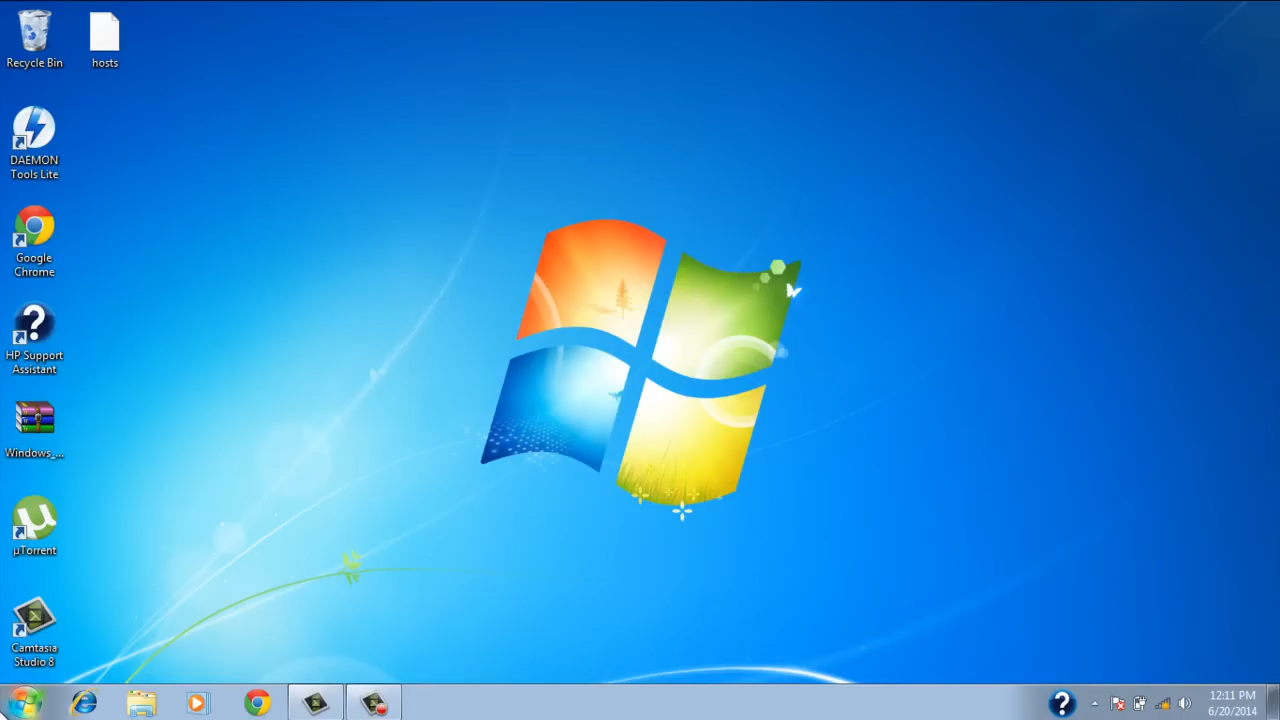 Recycle Bin
hosts
DAEMON
Tools Lite
Google
Chrome
HP Support
Assistant
Windows_...
µTorrent
Camtasia
Studio 8
12:11 PM
6/20/2014